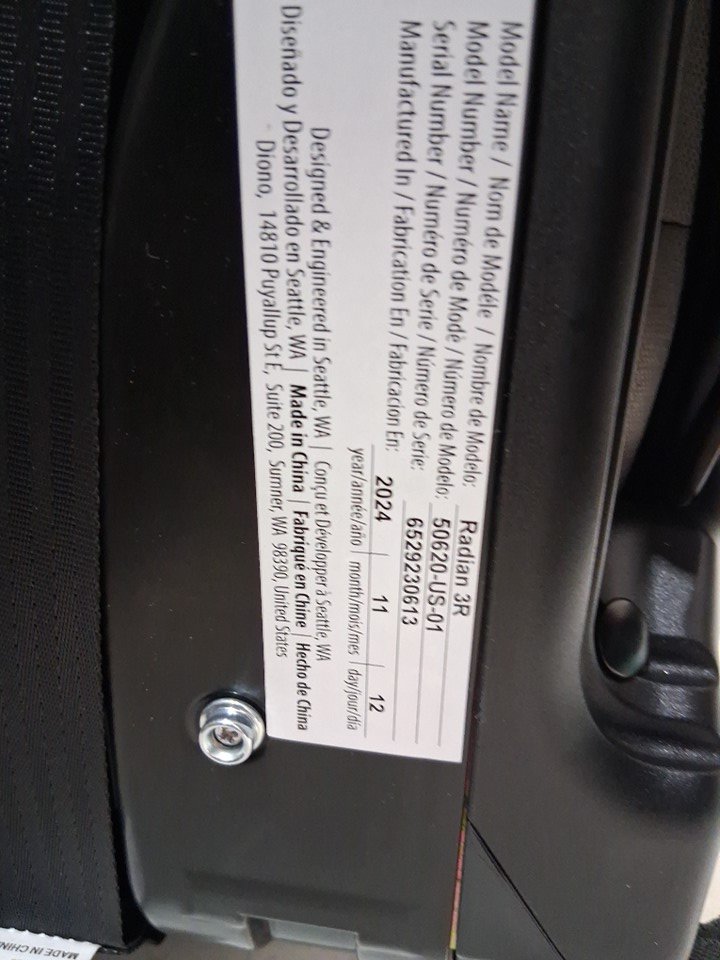 Model Name / Nom de Modèle / Nombre de Modelo: Radian 3R
Model Number / Numéro de Modè / Número de Modelo: 50620-US-01
Serial Number / Numéro de Serie / Número de Serie: 6529230613
Manufactured In / Fabrication En / Fabricacion En: 2024 11 12
year/année/año | month/mois/mes | day/jour/día
Designed & Engineered in Seattle, WA | Conçu et Développer à Seattle, WA
Diseñado y Desarrollado en Seattle, WA | Made in China | Fabriqué en Chine | Hecho de China
Diono, 14810 Puyallup St E, Suite 200, Sumner, WA 98390, United States
MADE IN CHIN